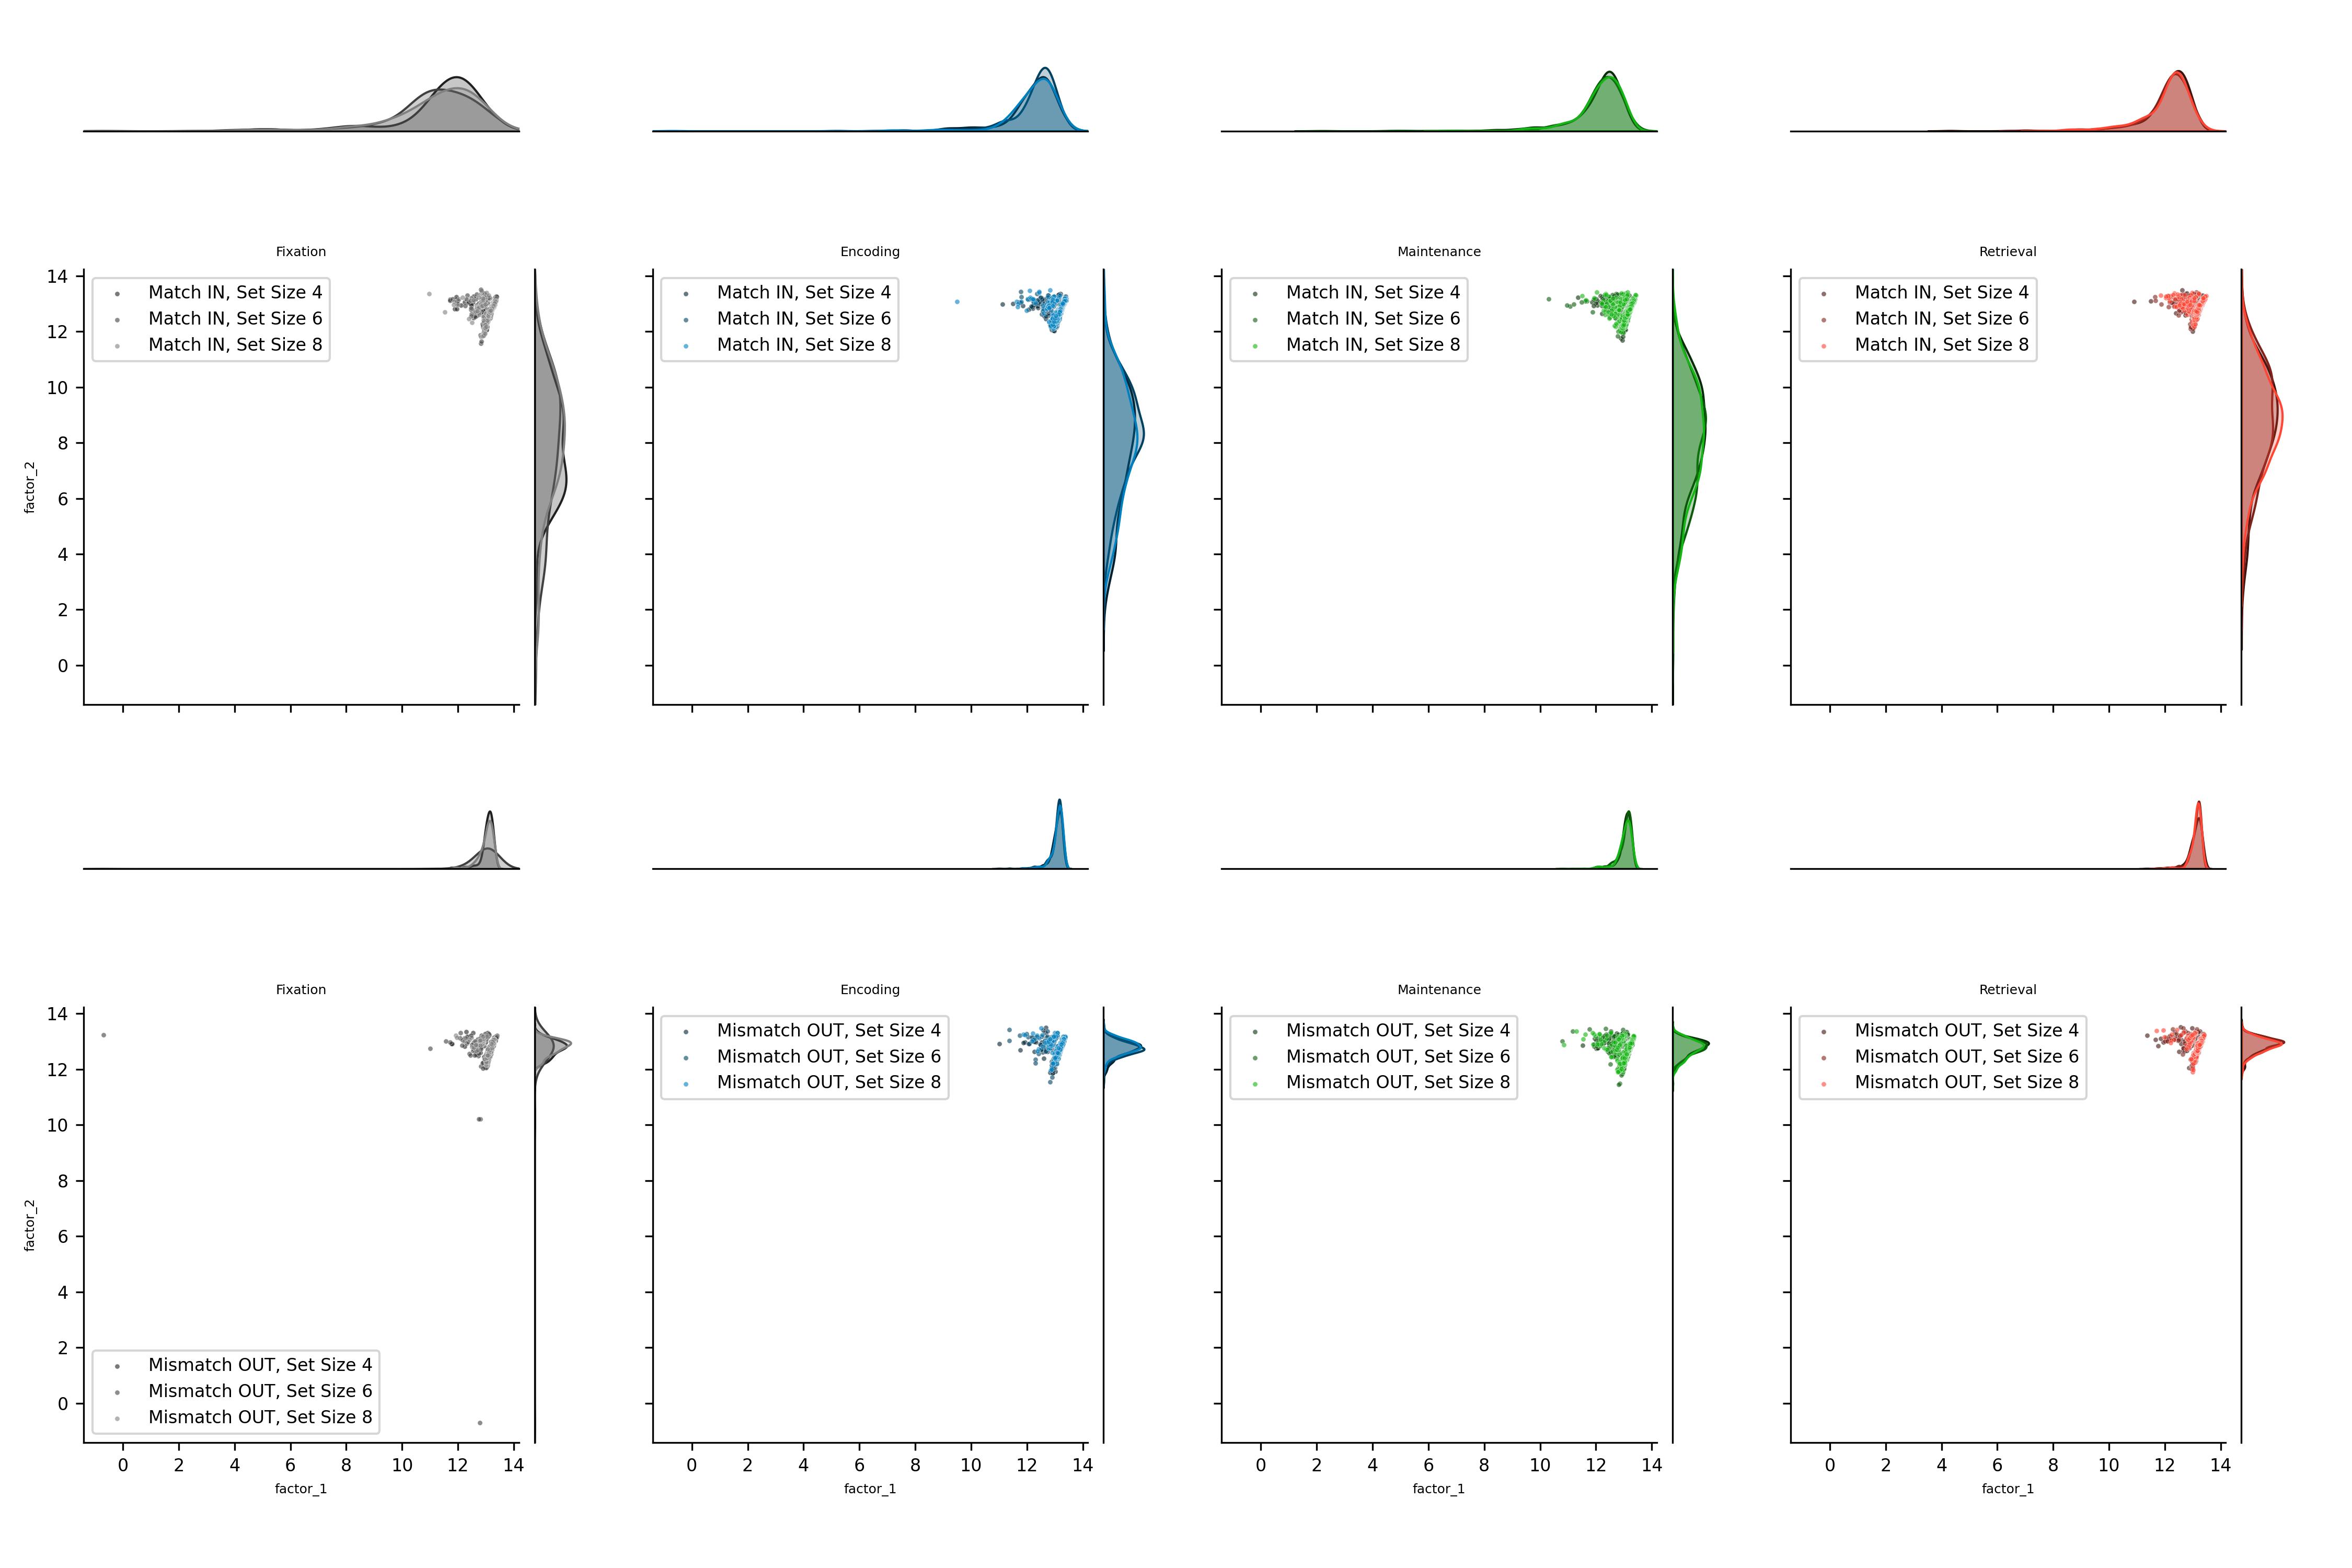 Fixation
Encoding
Maintenance
Retrieval
14
12
10
8
6
4
2
0
factor_2
Match IN, Set Size 4
Match IN, Set Size 6
Match IN, Set Size 8
Match IN, Set Size 4
Match IN, Set Size 6
Match IN, Set Size 8
Match IN, Set Size 4
Match IN, Set Size 6
Match IN, Set Size 8
Match IN, Set Size 4
Match IN, Set Size 6
Match IN, Set Size 8
Fixation
Encoding
Maintenance
Retrieval
14
12
10
8
6
4
2
0
factor_2
Mismatch OUT, Set Size 4
Mismatch OUT, Set Size 6
Mismatch OUT, Set Size 8
Mismatch OUT, Set Size 4
Mismatch OUT, Set Size 6
Mismatch OUT, Set Size 8
Mismatch OUT, Set Size 4
Mismatch OUT, Set Size 6
Mismatch OUT, Set Size 8
Mismatch OUT, Set Size 4
Mismatch OUT, Set Size 6
Mismatch OUT, Set Size 8
0 2 4 6 8 10 12 14
0 2 4 6 8 10 12 14
0 2 4 6 8 10 12 14
0 2 4 6 8 10 12 14
factor_1
factor_1
factor_1
factor_1